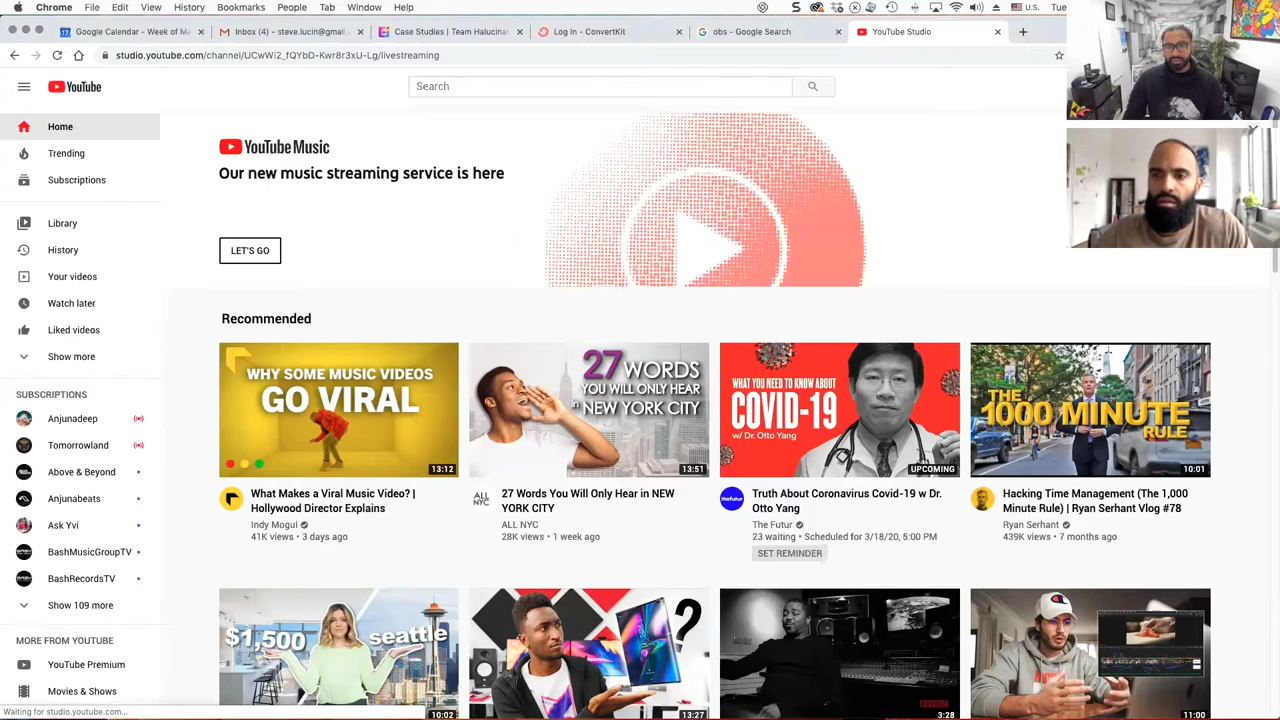 Chrome File Edit View History Bookmarks People Tab Window Help U.S. Tue
17 Google Calendar - Week of Ma
Inbox (4) - steve.lucin@gmail.c
Case Studies | Team Halucinat
Log In - ConvertKit
obs - Google Search
YouTube Studio
studio.youtube.com/channel/UCwWi2_fQYbD-Kwr8r3xU-Lg/livestreaming
YouTube
Search
Home
Trending
Subscriptions
Library
History
Your videos
Watch later
Liked videos
Show more
SUBSCRIPTIONS
Anjunadeep
Tomorrowland
Above & Beyond
Anjunabeats
Ask Yvi
BashMusicGroupTV
BashRecordsTV
Show 109 more
MORE FROM YOUTUBE
YouTube Premium
Movies & Shows
Waiting for studio.youtube.com...
YouTube Music
Our new music streaming service is here
LET'S GO
Recommended
WHY SOME MUSIC VIDEOS
GO VIRAL
13:12
What Makes a Viral Music Video? |
Hollywood Director Explains
Indy Mogul
41K views • 3 days ago
27 WORDS
YOU WILL ONLY HEAR
in NEW YORK CITY
13:51
ALL NYC
27 Words You Will Only Hear in NEW
YORK CITY
ALL NYC
28K views • 1 week ago
WHAT YOU NEED TO KNOW ABOUT
COVID-19
w/ Dr. Otto Yang
UPCOMING
thefutur
Truth About Coronavirus Covid-19 w Dr.
Otto Yang
The Futur
23 waiting • Scheduled for 3/18/20, 5:00 PM
SET REMINDER
THE
1000 MINUTE
RULE
10:01
Hacking Time Management (The 1,000
Minute Rule) | Ryan Serhant Vlog #78
Ryan Serhant
439K views • 7 months ago
$1,500 Seattle
10:02
?
13:27
3:28
11:00